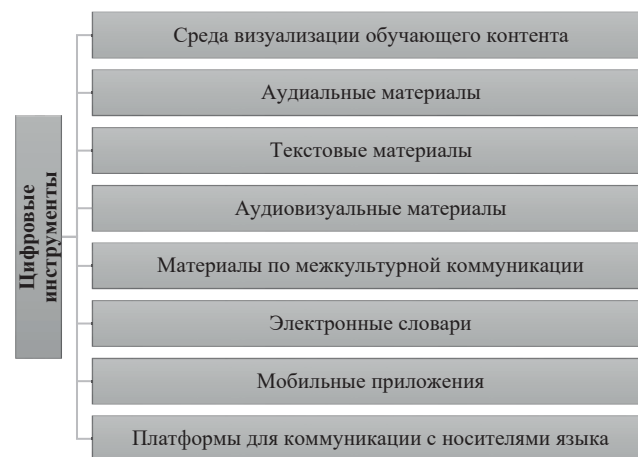 Цифровые
инструменты
Среда визуализации обучающего контента
Аудиальные материалы
Текстовые материалы
Аудиовизуальные материалы
Материалы по межкультурной коммуникации
Электронные словари
Мобильные приложения
Платформы для коммуникации с носителями языка